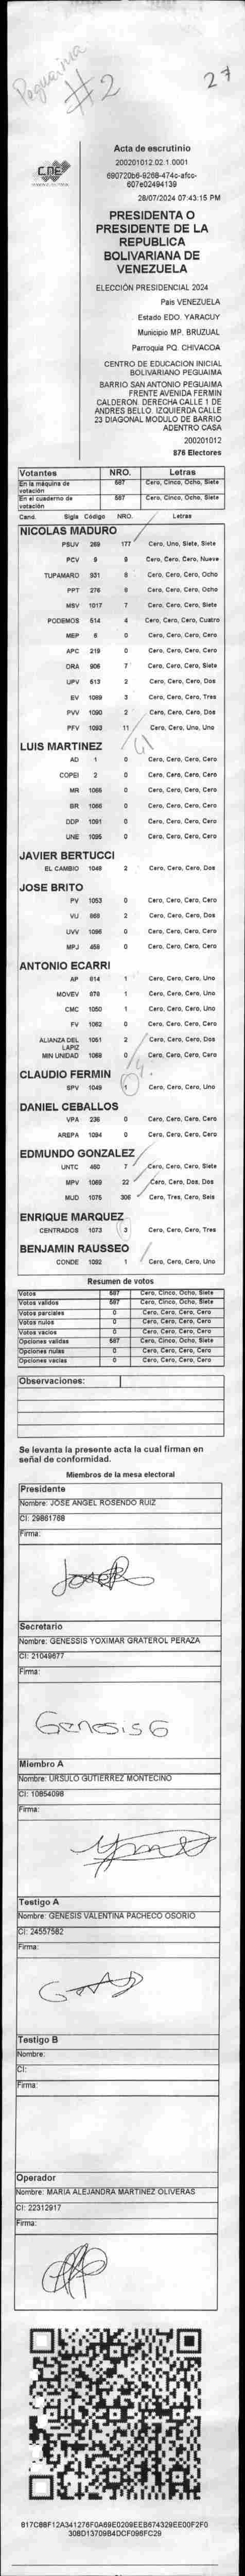 Peguaima
#2
27
CNE
Acta de escrutinio
200201012.02.1.0001
690720b6-9268-474c-afcc-
607e02494139
28/07/2024 07:43:15 PM
PRESIDENTA O
PRESIDENTE DE LA
REPUBLICA
BOLIVARIANA DE
VENEZUELA
ELECCIÓN PRESIDENCIAL 2024
Pais VENEZUELA
Estado EDO. YARACUY
Municipio MP. BRUZUAL
Parroquia PQ. CHIVACOA
CENTRO DE EDUCACION INICIAL
BOLIVARIANO PEGUAIMA
BARRIO SAN ANTONIO PEGUAIMA
FRENTE AVENIDA FERMIN
CALDERON. DERECHA CALLE 1 DE
ANDRES BELLO. IZQUIERDA CALLE
23 DIAGONAL MODULO DE BARRIO
ADENTRO CASA
200201012
876 Electores
Votantes NRO. Letras
En la máquina de votación 587 Cero, Cinco, Ocho, Siete
En el cuaderno de votación 587 Cero, Cinco, Ocho, Siete
Cand. Sigla Código NRO. Letras
NICOLAS MADURO
PSUV 269 177 Cero, Uno, Siete, Siete
PCV 9 9 Cero, Cero, Cero, Nueve
TUPAMARO 931 8 Cero, Cero, Cero, Ocho
PPT 276 8 Cero, Cero, Cero, Ocho
MSV 1017 7 Cero, Cero, Cero, Siete
PODEMOS 514 4 Cero, Cero, Cero, Cuatro
MEP 6 0 Cero, Cero, Cero, Cero
APC 219 0 Cero, Cero, Cero, Cero
ORA 906 7 Cero, Cero, Cero, Siete
UPV 613 2 Cero, Cero, Cero, Dos
EV 1089 3 Cero, Cero, Cero, Tres
PVV 1090 2 Cero, Cero, Cero, Dos
PFV 1093 11 Cero, Cero, Uno, Uno
LUIS MARTINEZ
AD 1 0 Cero, Cero, Cero, Cero
COPEI 2 0 Cero, Cero, Cero, Cero
MR 1065 0 Cero, Cero, Cero, Cero
BR 1066 0 Cero, Cero, Cero, Cero
DDP 1091 0 Cero, Cero, Cero, Cero
UNE 1095 0 Cero, Cero, Cero, Cero
JAVIER BERTUCCI
EL CAMBIO 1048 2 Cero, Cero, Cero, Dos
JOSE BRITO
PV 1053 0 Cero, Cero, Cero, Cero
VU 868 2 Cero, Cero, Cero, Dos
UVV 1096 0 Cero, Cero, Cero, Cero
MPJ 459 0 Cero, Cero, Cero, Cero
ANTONIO ECARRI
AP 914 1 Cero, Cero, Cero, Uno
MOVEV 978 1 Cero, Cero, Cero, Uno
CMC 1050 1 Cero, Cero, Cero, Uno
FV 1062 0 Cero, Cero, Cero, Cero
ALIANZA DEL LAPIZ 1051 2 Cero, Cero, Cero, Dos
MIN UNIDAD 1068 0 Cero, Cero, Cero, Cero
CLAUDIO FERMIN
SPV 1049 1 Cero, Cero, Cero, Uno
DANIEL CEBALLOS
VPA 236 0 Cero, Cero, Cero, Cero
AREPA 1094 0 Cero, Cero, Cero, Cero
EDMUNDO GONZALEZ
UNTC 460 7 Cero, Cero, Cero, Siete
MPV 1069 22 Cero, Cero, Dos, Dos
MUD 1075 306 Cero, Tres, Cero, Seis
ENRIQUE MARQUEZ
CENTRADOS 1073 3 Cero, Cero, Cero, Tres
BENJAMIN RAUSSEO
CONDE 1092 1 Cero, Cero, Cero, Uno
Resumen de votos
Votos 587 Cero, Cinco, Ocho, Siete
Votos validos 587 Cero, Cinco, Ocho, Siete
Votos parciales 0 Cero, Cero, Cero, Cero
Votos nulos 0 Cero, Cero, Cero, Cero
Votos vacios 0 Cero, Cero, Cero, Cero
Opciones validas 587 Cero, Cinco, Ocho, Siete
Opciones nulas 0 Cero, Cero, Cero, Cero
Opciones vacias 0 Cero, Cero, Cero, Cero
Observaciones:
Se levanta la presente acta la cual firman en
señal de conformidad.
Miembros de la mesa electoral
Presidente
Nombre: JOSE ANGEL ROSENDO RUIZ
CI: 29861768
Firma:
Secretario
Nombre: GENESSIS YOXIMAR GRATEROL PERAZA
CI: 21049877
Firma:
Genesis G
Miembro A
Nombre: URSULO GUTIERREZ MONTECINO
CI: 10854098
Firma:
Testigo A
Nombre: GENESIS VALENTINA PACHECO OSORIO
CI: 24557582
Firma:
Testigo B
Nombre:
CI:
Firma:
Operador
Nombre: MARIA ALEJANDRA MARTINEZ OLIVERAS
CI: 22312917
Firma:
817C88F12A341276F0A69E0209EEB674329EE00F2F0
308D13709B4DCF096FC29